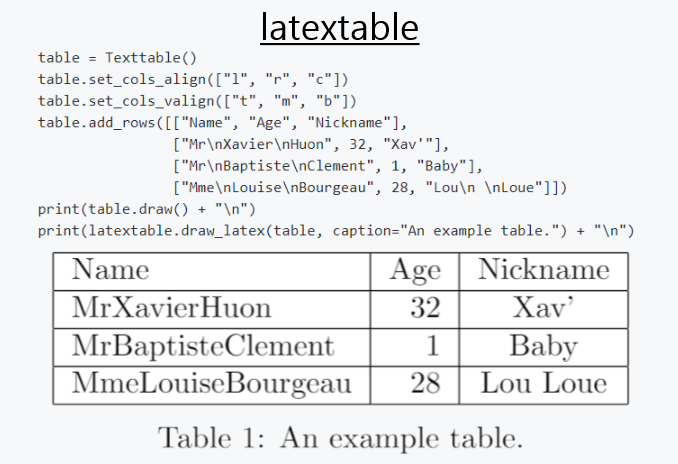 latextable
table = Texttable()
table.set_cols_align(["l", "r", "c"])
table.set_cols_valign(["t", "m", "b"])
table.add_rows([["Name", "Age", "Nickname"],
["Mr\nXavier\nHuon", 32, "Xav'"],
["Mr\nBaptiste\nClement", 1, "Baby"],
["Mme\nLouise\nBourgeau", 28, "Lou\n \nLoue"]])
print(table.draw() + "\n")
print(latextable.draw_latex(table, caption="An example table.") + "\n")
Name Age Nickname
MrXavierHuon 32 Xav’
MrBaptisteClement 1 Baby
MmeLouiseBourgeau 28 Lou Loue
Table 1: An example table.